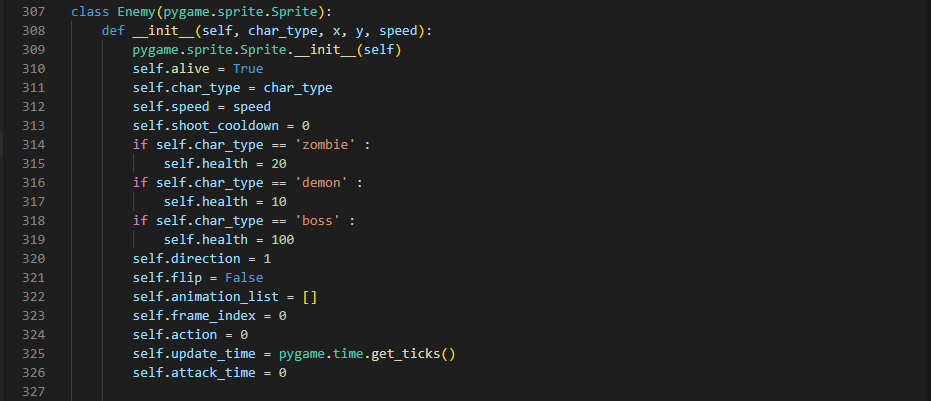 307 class Enemy(pygame.sprite.Sprite):
308     def __init__(self, char_type, x, y, speed):
309         pygame.sprite.Sprite.__init__(self)
310         self.alive = True
311         self.char_type = char_type
312         self.speed = speed
313         self.shoot_cooldown = 0
314         if self.char_type == 'zombie' :
315             self.health = 20
316         if self.char_type == 'demon' :
317             self.health = 10
318         if self.char_type == 'boss' :
319             self.health = 100
320         self.direction = 1
321         self.flip = False
322         self.animation_list = []
323         self.frame_index = 0
324         self.action = 0
325         self.update_time = pygame.time.get_ticks()
326         self.attack_time = 0
327